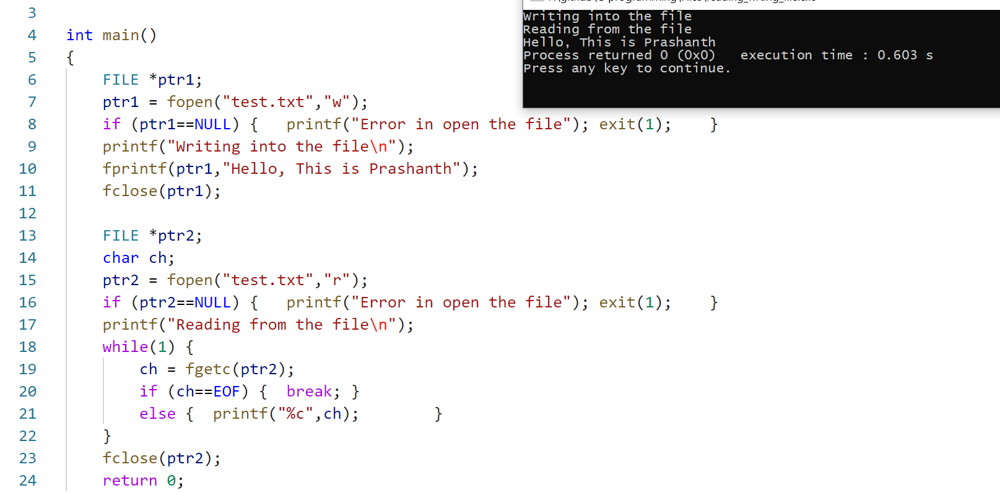 3
4 int main()
5 {
6 FILE *ptr1;
7 ptr1 = fopen("test.txt","w");
8 if (ptr1==NULL) { printf("Error in open the file"); exit(1); }
9 printf("Writing into the file\n");
10 fprintf(ptr1,"Hello, This is Prashanth");
11 fclose(ptr1);
12
13 FILE *ptr2;
14 char ch;
15 ptr2 = fopen("test.txt","r");
16 if (ptr2==NULL) { printf("Error in open the file"); exit(1); }
17 printf("Reading from the file\n");
18 while(1) {
19 ch = fgetc(ptr2);
20 if (ch==EOF) { break; }
21 else { printf("%c",ch); }
22 }
23 fclose(ptr2);
24 return 0;
Writing into the file
Reading from the file
Hello, This is Prashanth
Process returned 0 (0x0) execution time : 0.603 s
Press any key to continue.